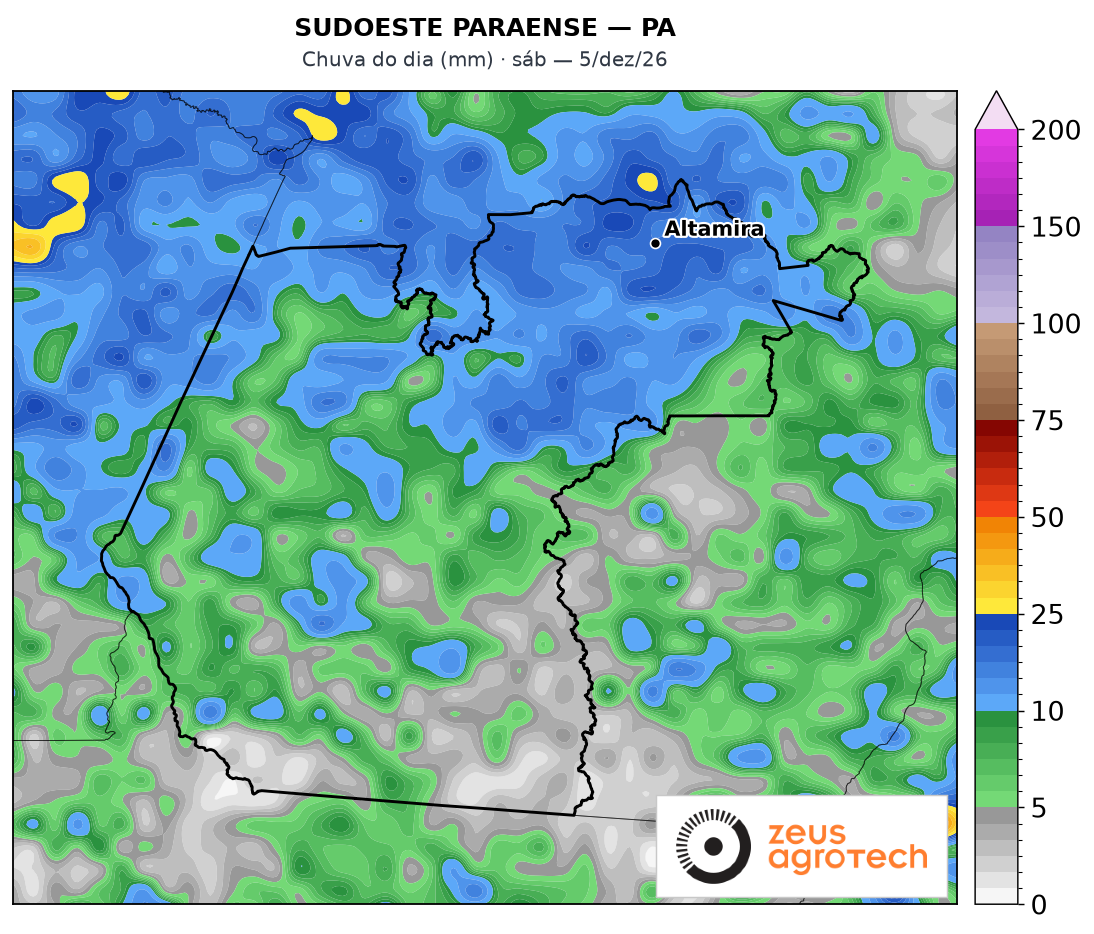 SUDOESTE PARAENSE — PA
Chuva do dia (mm) · sáb — 5/dez/26
200
150
Altamira
100
75
50
25
10
5
0
zeus
agrotech